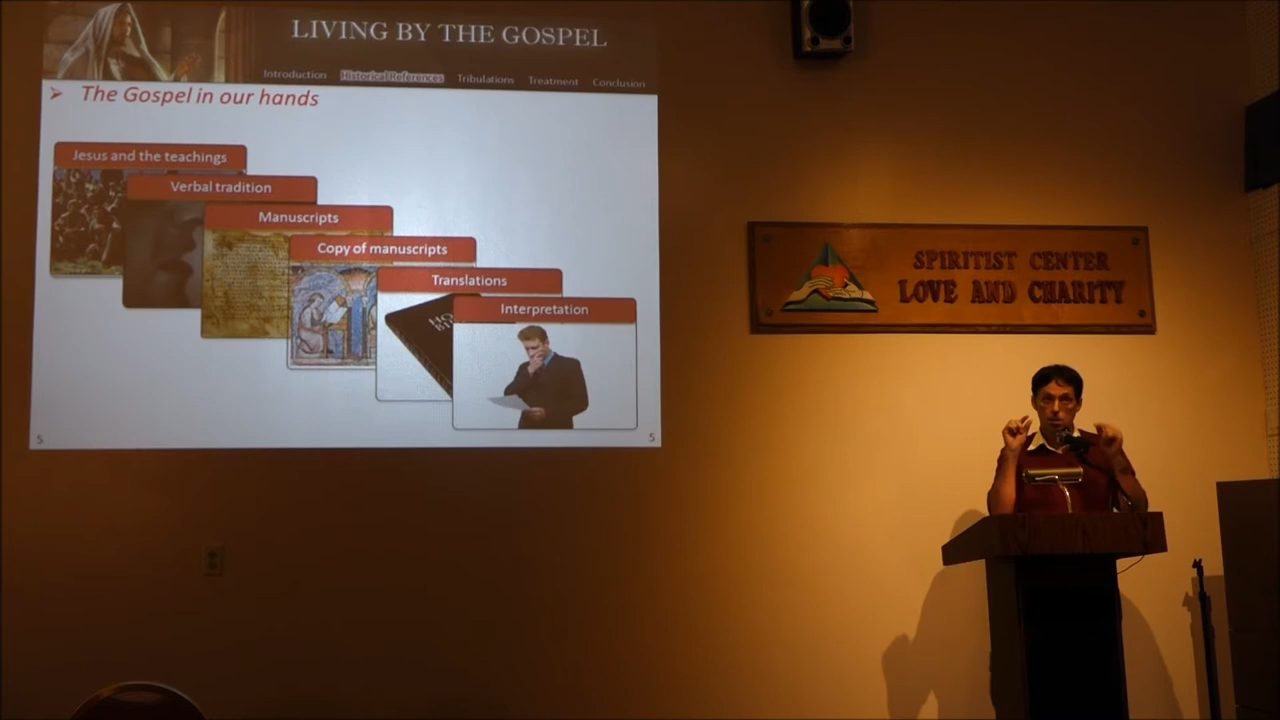 LIVING BY THE GOSPEL
Introduction Historical References Tribulations Treatment Conclusion
The Gospel in our hands
Jesus and the teachings
Verbal tradition
Manuscripts
Copy of manuscripts
Translations
Interpretation
5
5
SPIRITIST CENTER
LOVE AND CHARITY